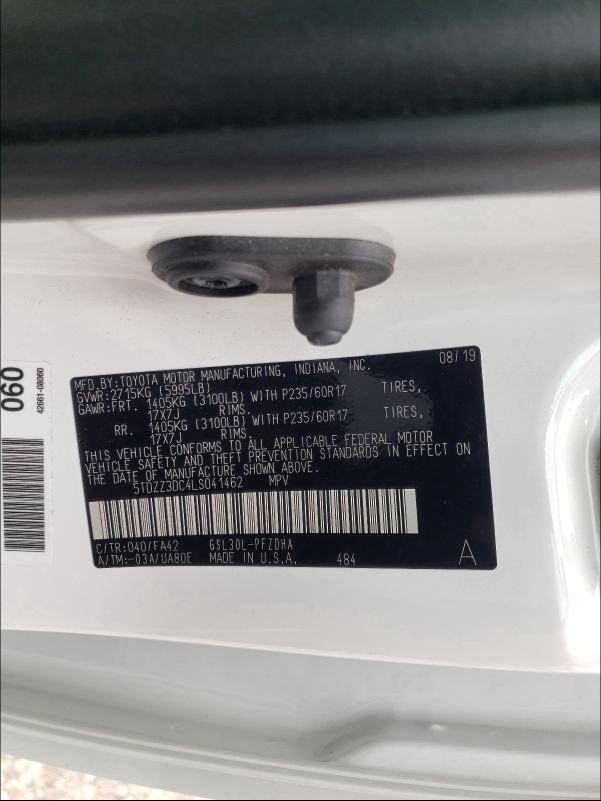 MFD.BY:TOYOTA MOTOR MANUFACTURING, INDIANA, INC. 08/19
GVWR:2715KG (5995LB)
GAWR:FRT. 1405KG (3100LB) WITH P235/60R17 TIRES,
17X7J RIMS.
RR. 1405KG (3100LB) WITH P235/60R17 TIRES,
17X7J RIMS.
THIS VEHICLE CONFORMS TO ALL APPLICABLE FEDERAL MOTOR
VEHICLE SAFETY AND THEFT PREVENTION STANDARDS IN EFFECT ON
THE DATE OF MANUFACTURE SHOWN ABOVE.
5TDZZ3DC4LS041462 MPV
C/TR:040/FA42 GSL30L-PFZDHA
A/TM:-03A/UA80E MADE IN U.S.A. 484 A
060
42661-08060